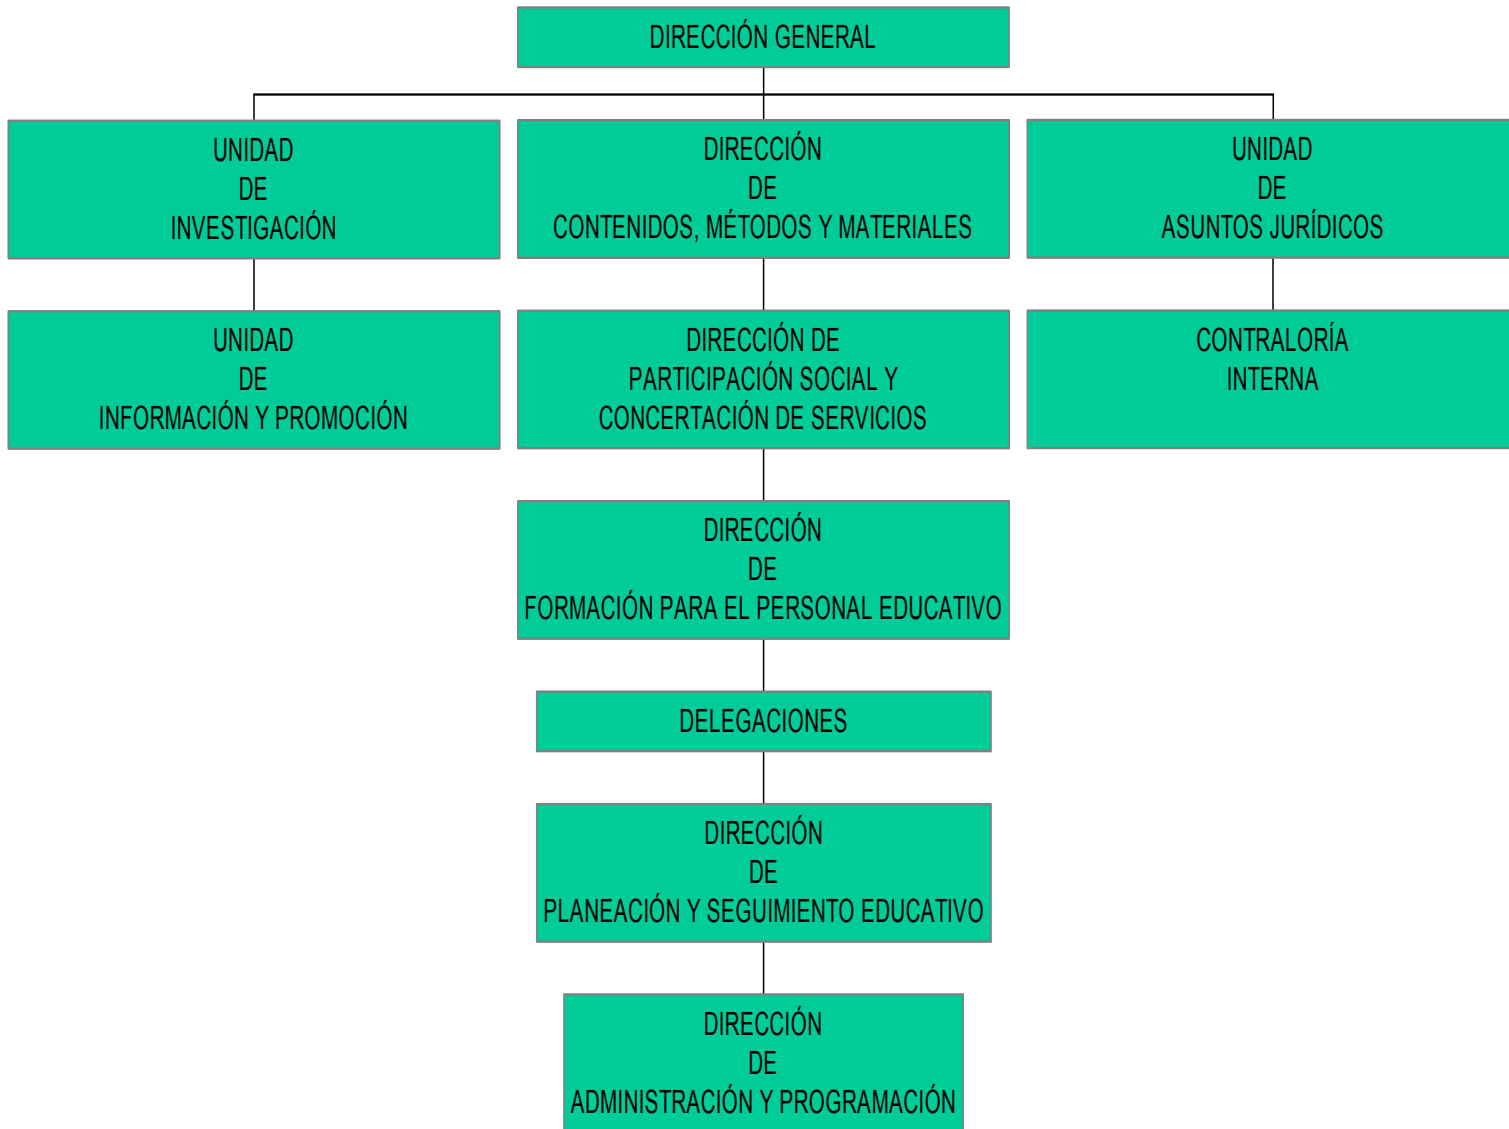 DIRECCIÓN GENERAL
UNIDAD
DE
INVESTIGACIÓN
DIRECCIÓN
DE
CONTENIDOS, MÉTODOS Y MATERIALES
UNIDAD
DE
ASUNTOS JURÍDICOS
UNIDAD
DE
INFORMACIÓN Y PROMOCIÓN
DIRECCIÓN DE
PARTICIPACIÓN SOCIAL Y
CONCERTACIÓN DE SERVICIOS
CONTRALORÍA
INTERNA
DIRECCIÓN
DE
FORMACIÓN PARA EL PERSONAL EDUCATIVO
DELEGACIONES
DIRECCIÓN
DE
PLANEACIÓN Y SEGUIMIENTO EDUCATIVO
DIRECCIÓN
DE
ADMINISTRACIÓN Y PROGRAMACIÓN